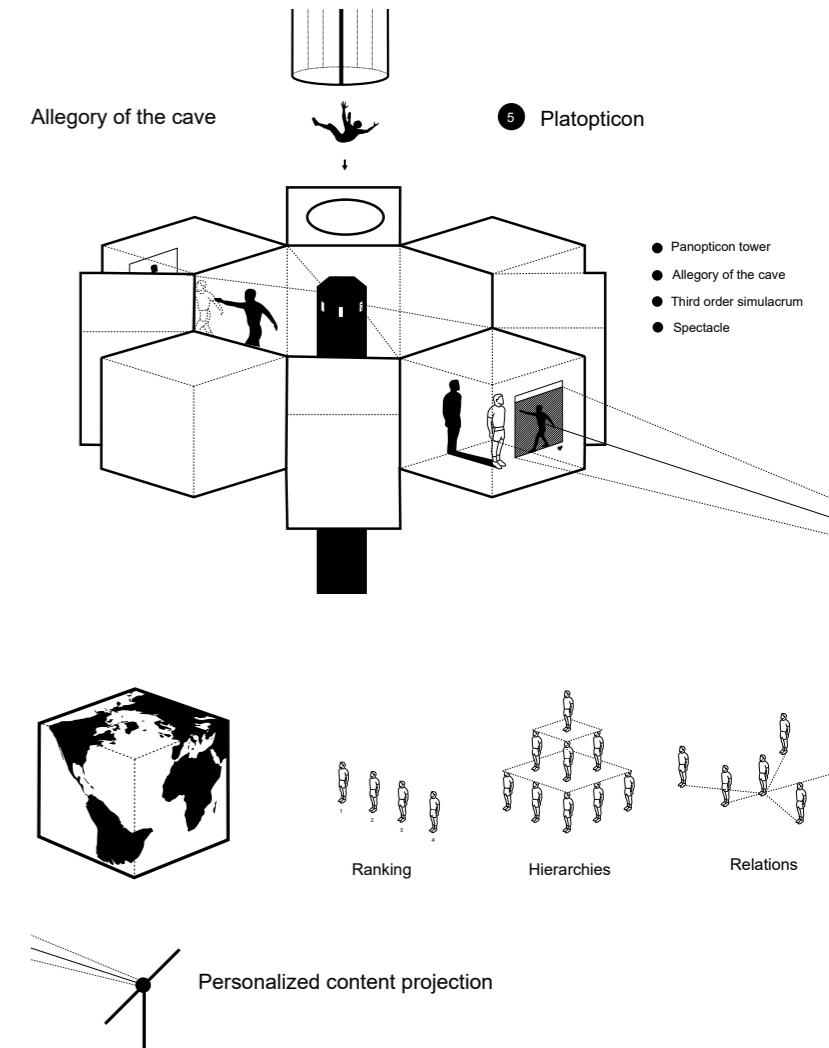 Allegory of the cave
5 Platopticon
Panopticon tower
Allegory of the cave
Third order simulacrum
Spectacle
1
2
3
4
Ranking
Hierarchies
Relations
Personalized content projection